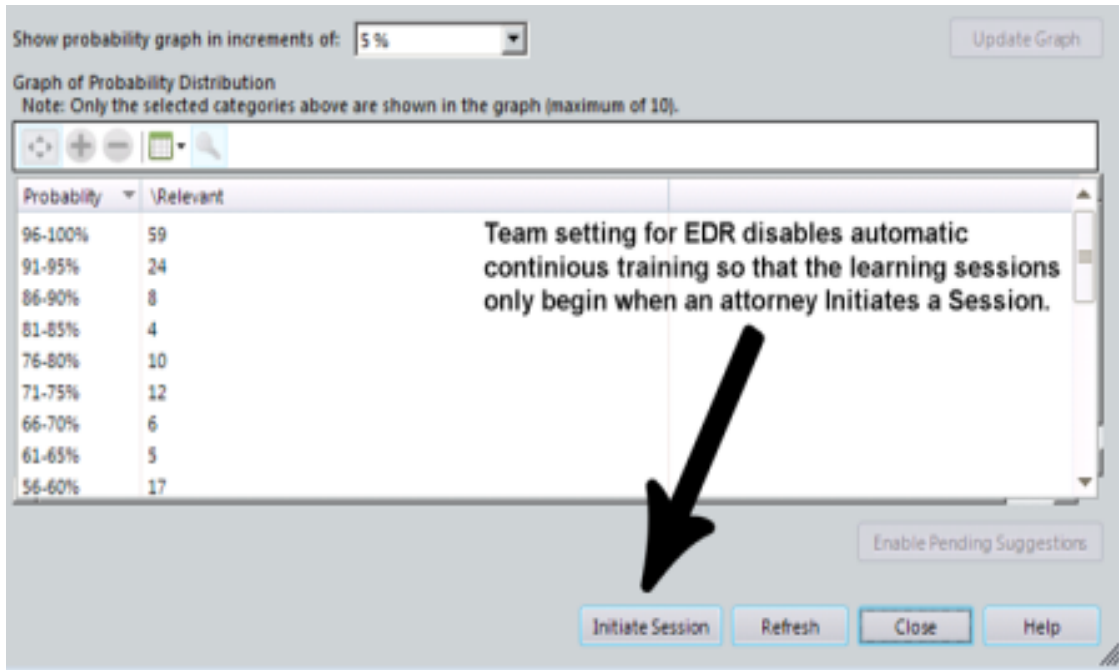 Show probability graph in increments of: 5 %
Update Graph
Graph of Probability Distribution
Note: Only the selected categories above are shown in the graph (maximum of 10).
Probablity \Relevant
96-100% 59
91-95% 24
86-90% 8
81-85% 4
76-80% 10
71-75% 12
66-70% 6
61-65% 5
56-60% 17
Team setting for EDR disables automatic
continious training so that the learning sessions
only begin when an attorney Initiates a Session.
Enable Pending Suggestions
Initiate Session Refresh Close Help